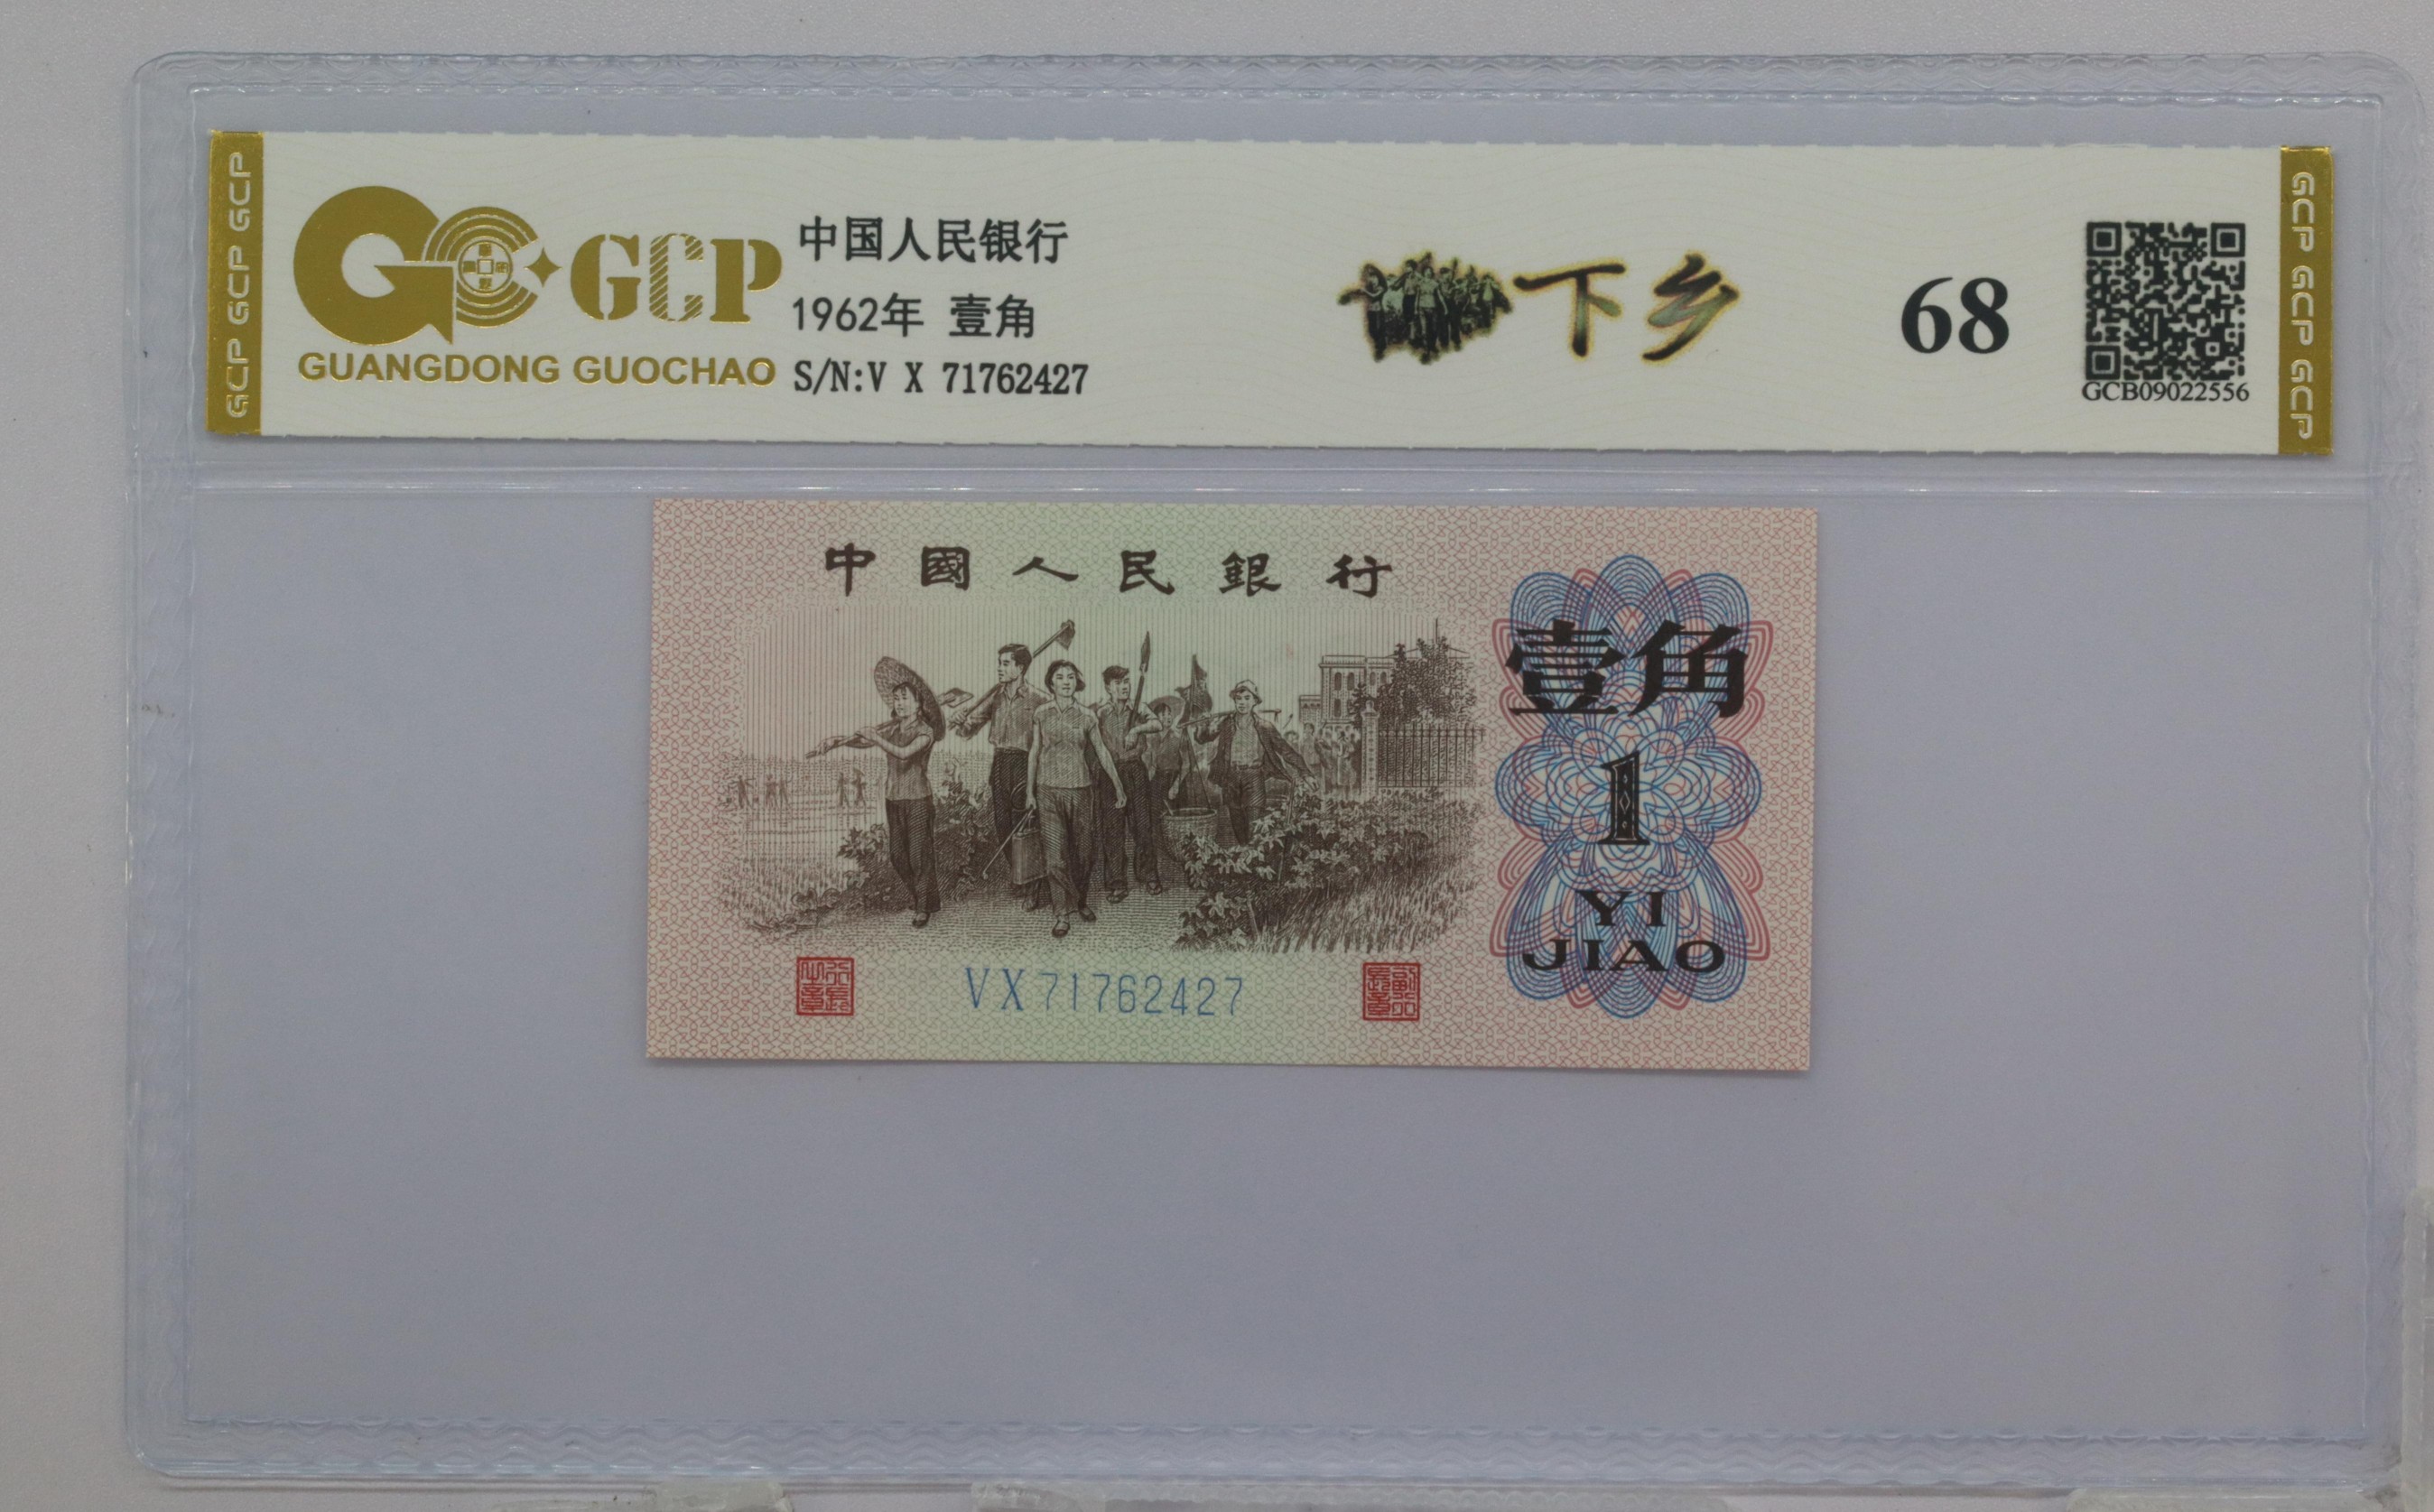 GCP GCP GCP GCP
GCP
GUANGDONG GUOCHAO
中国人民银行
1962年 壹角
S/N:V X 71762427
下乡
68
GCB09022556
GCP GCP GCP GCP
中國人民銀行
壹角
1
YI
JIAO
VX71762427